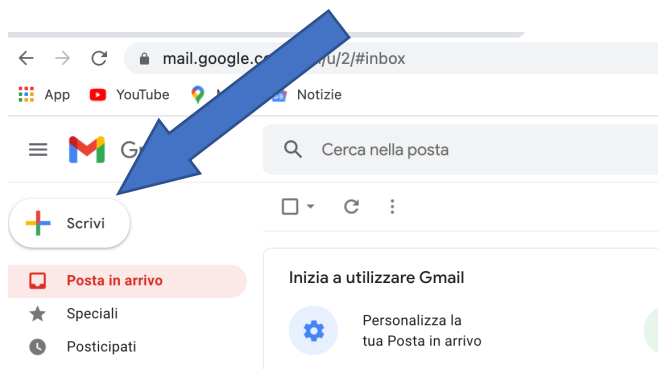 mail.google.co /u/2/#inbox
App YouTube Notizie
Cerca nella posta
Scrivi
Posta in arrivo
Inizia a utilizzare Gmail
Speciali
Personalizza la
tua Posta in arrivo
Posticipati